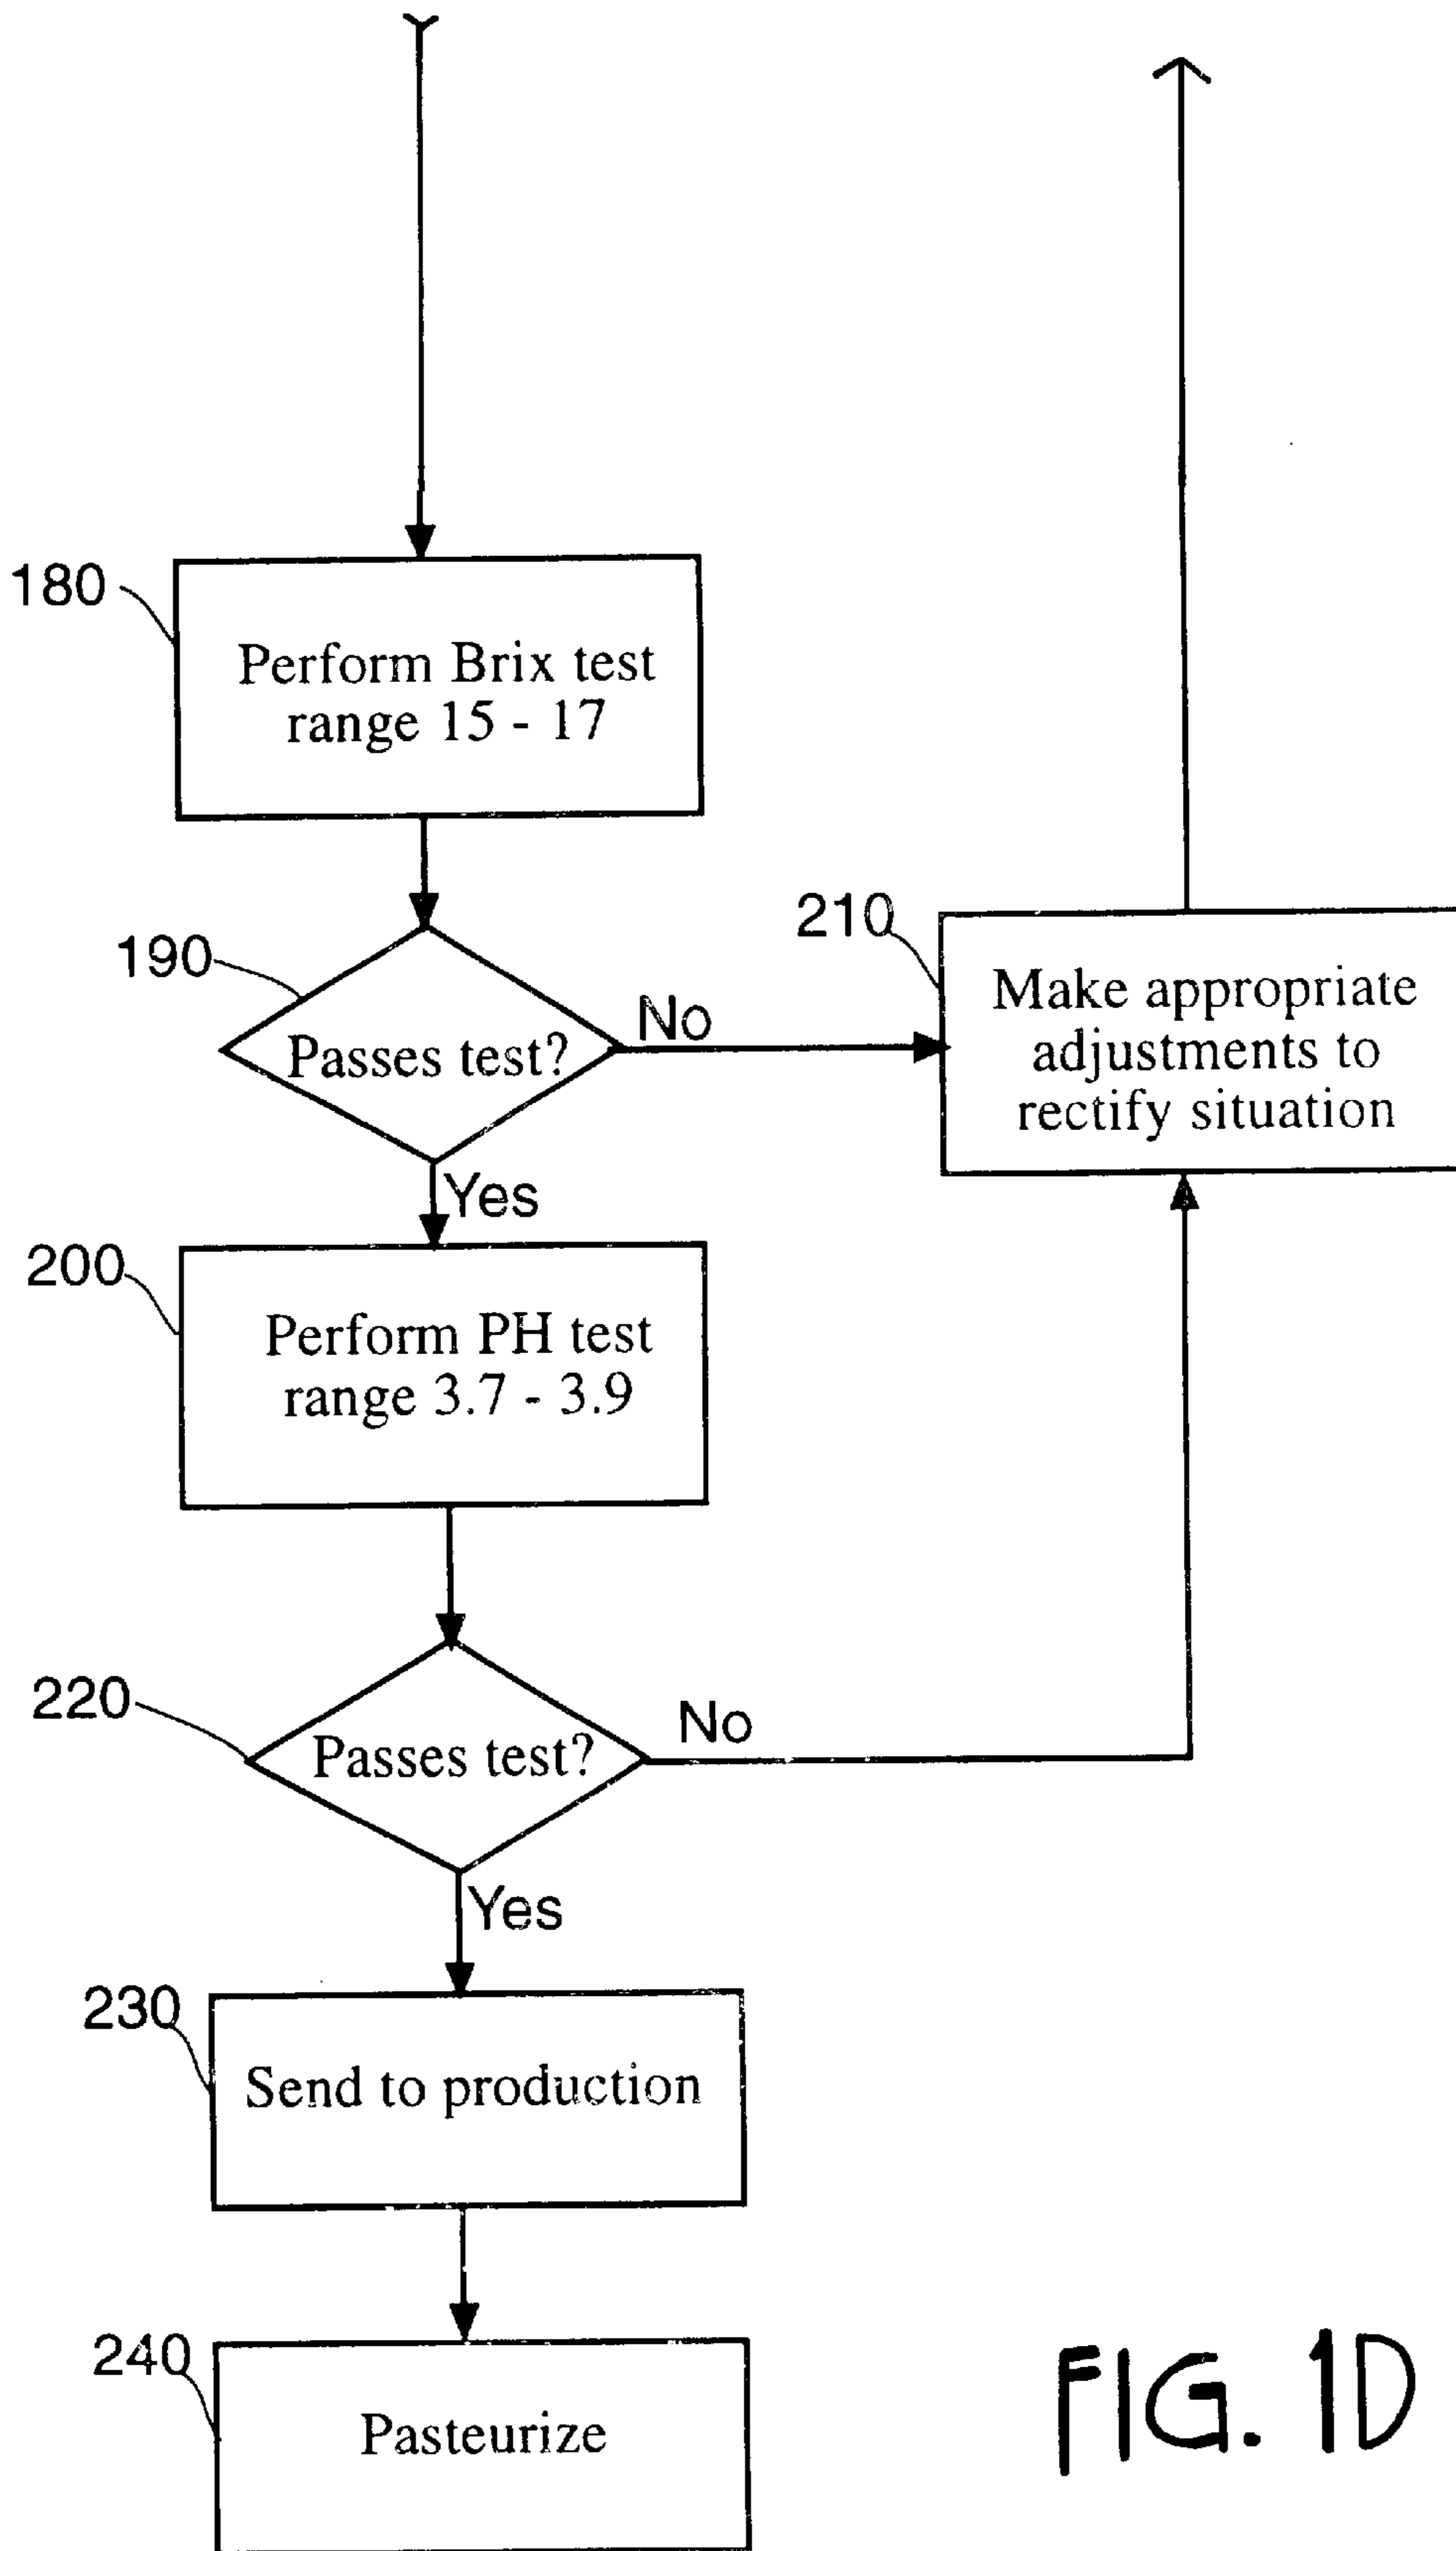 180
Perform Brix test
range 15 - 17
190
Passes test?
No
210
Make appropriate
adjustments to
rectify situation
Yes
200
Perform PH test
range 3.7 - 3.9
220
Passes test?
No
Yes
230
Send to production
240
Pasteurize
FIG. 1D